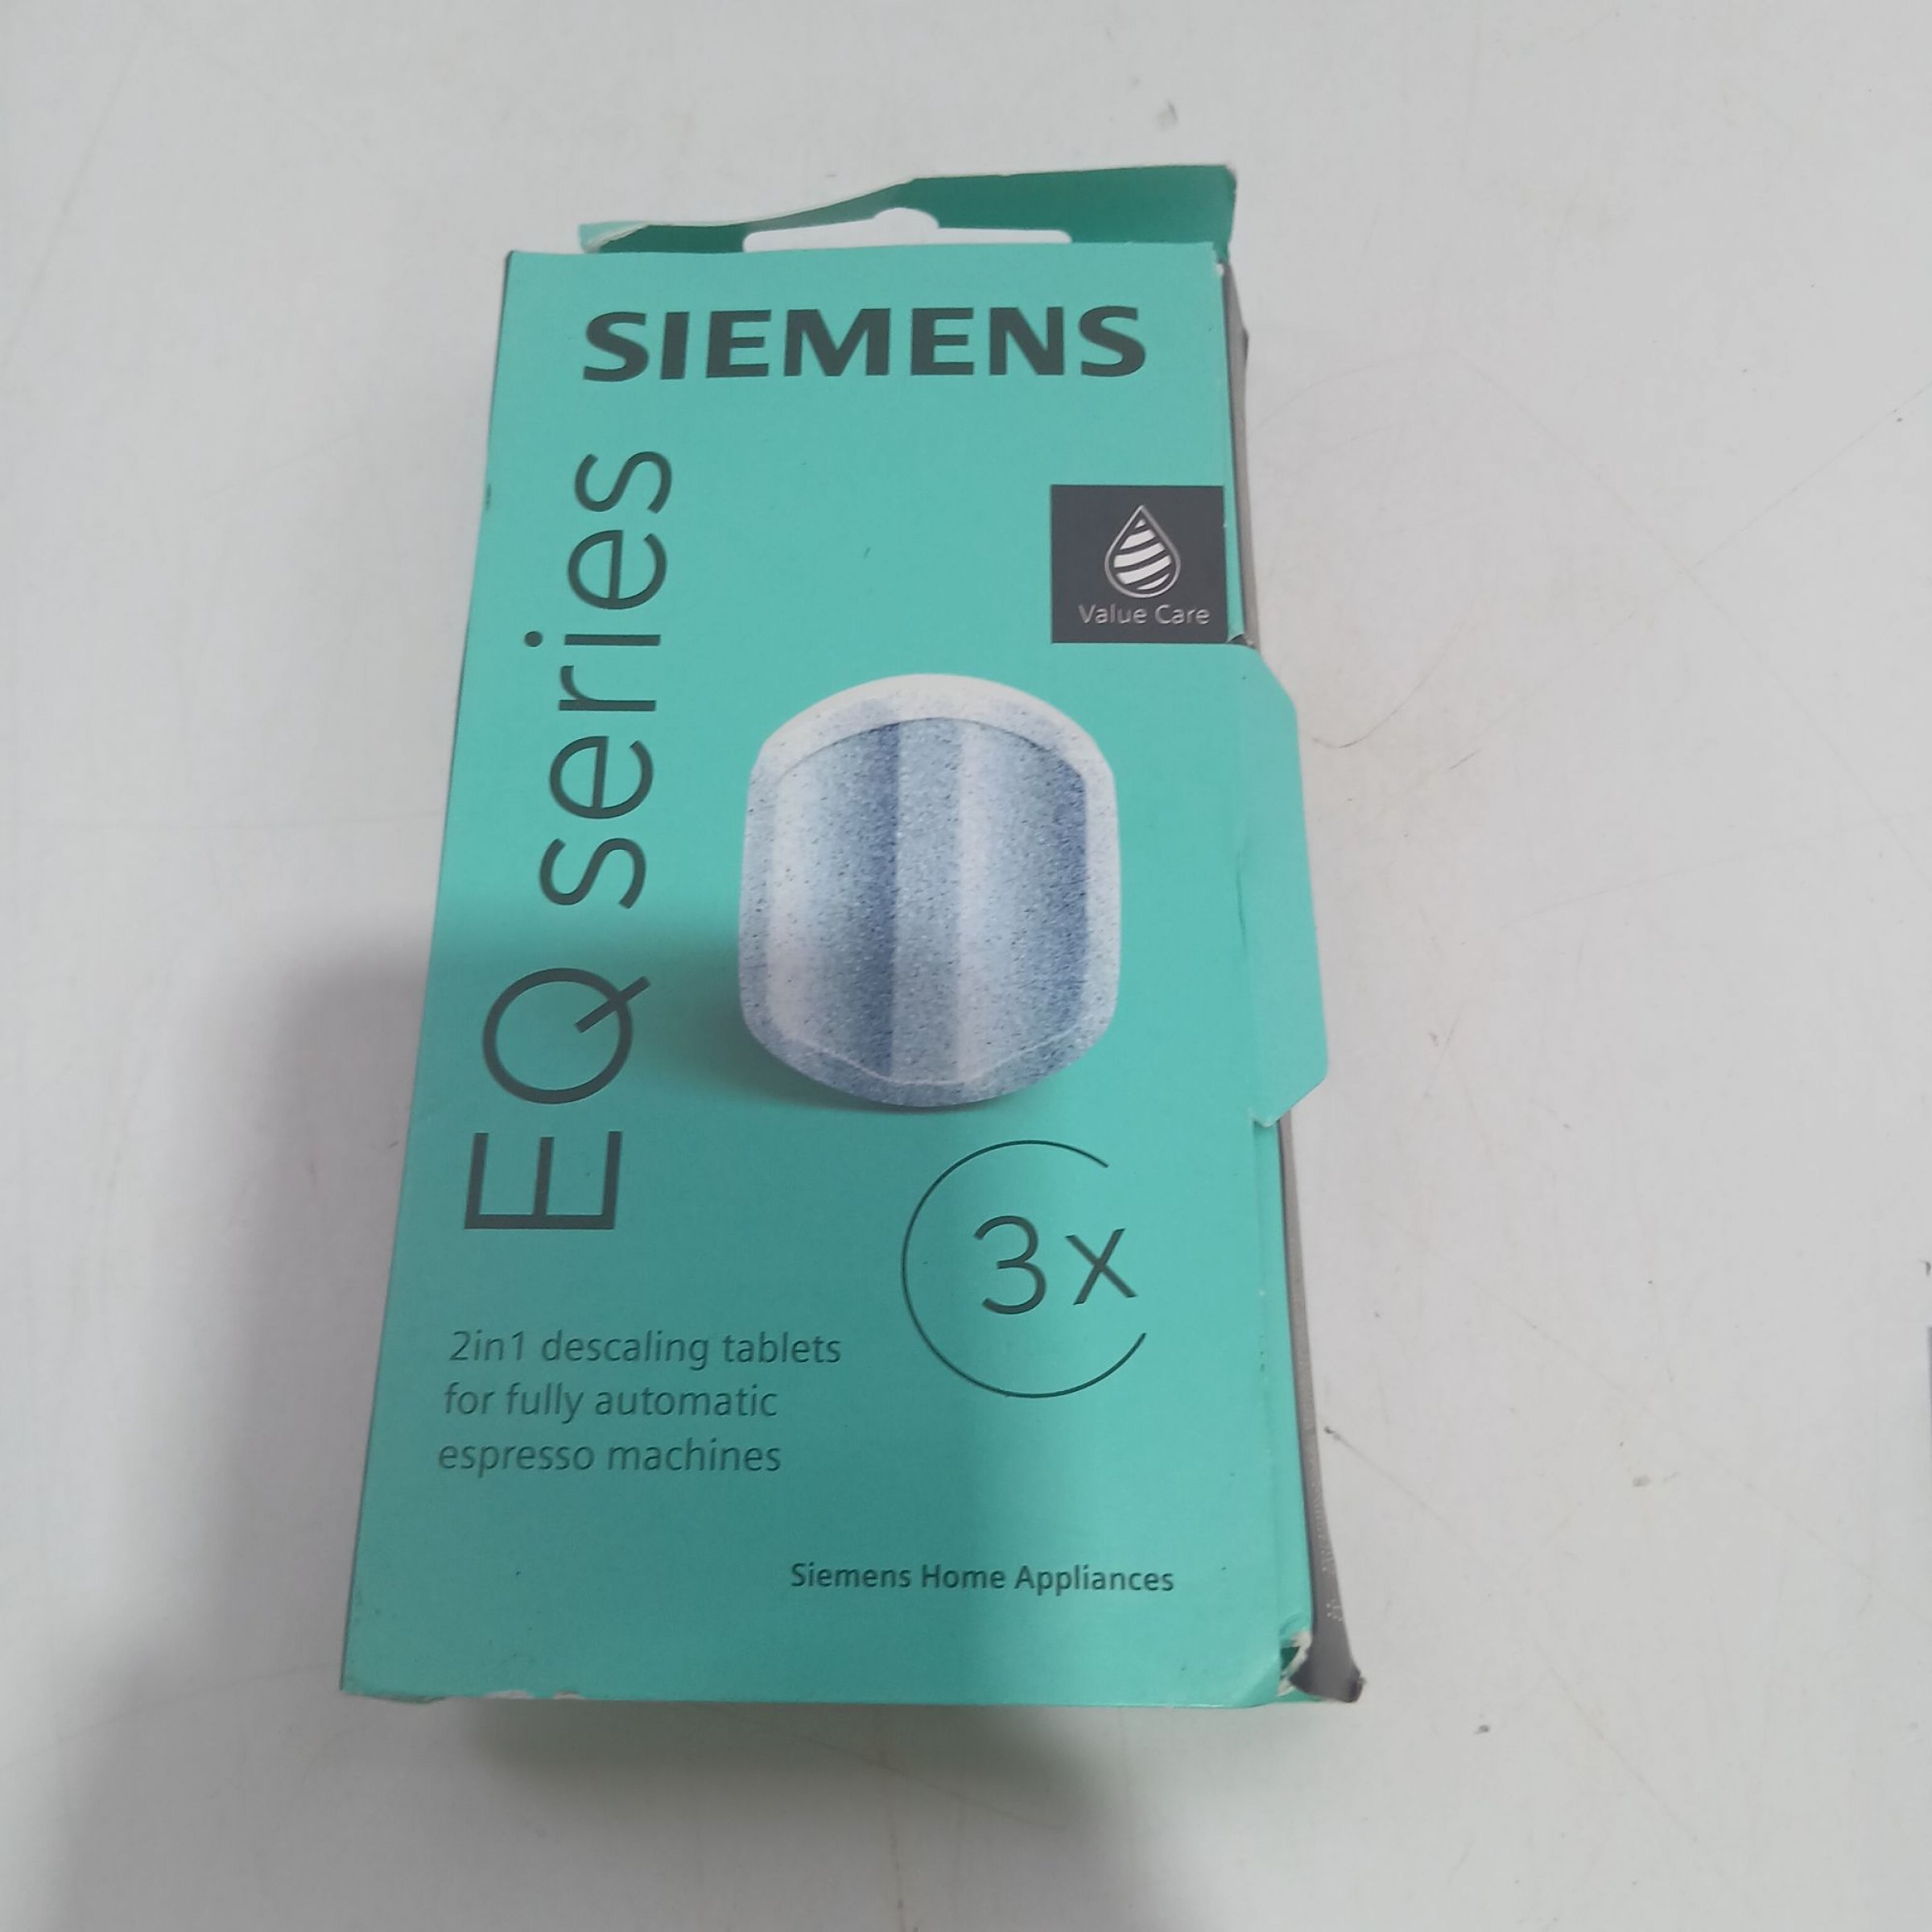 SIEMENS
EQ series
Value Care
3x
2in1 descaling tablets
for fully automatic
espresso machines
Siemens Home Appliances